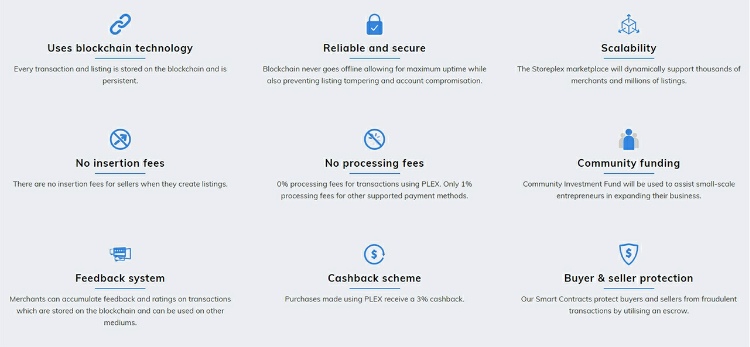 Uses blockchain technology
Every transaction and listing is stored on the blockchain and is
persistent.
Reliable and secure
Blockchain never goes offline allowing for maximum uptime while
also preventing listing tampering and account compromisation.
Scalability
The Storeplex marketplace will dynamically support thousands of
merchants and millions of listings.
No insertion fees
There are no insertion fees for sellers when they create listings.
No processing fees
0% processing fees for transactions using PLEX. Only 1%
processing fees for other supported payment methods.
Community funding
Community Investment Fund will be used to assist small-scale
entrepreneurs in expanding their business.
Feedback system
Merchants can accumulate feedback and ratings on transactions
which are stored on the blockchain and can be used on other
mediums.
Cashback scheme
Purchases made using PLEX receive a 3% cashback.
Buyer & seller protection
Our Smart Contracts protect buyers and sellers from fraudulent
transactions by utilising an escrow.